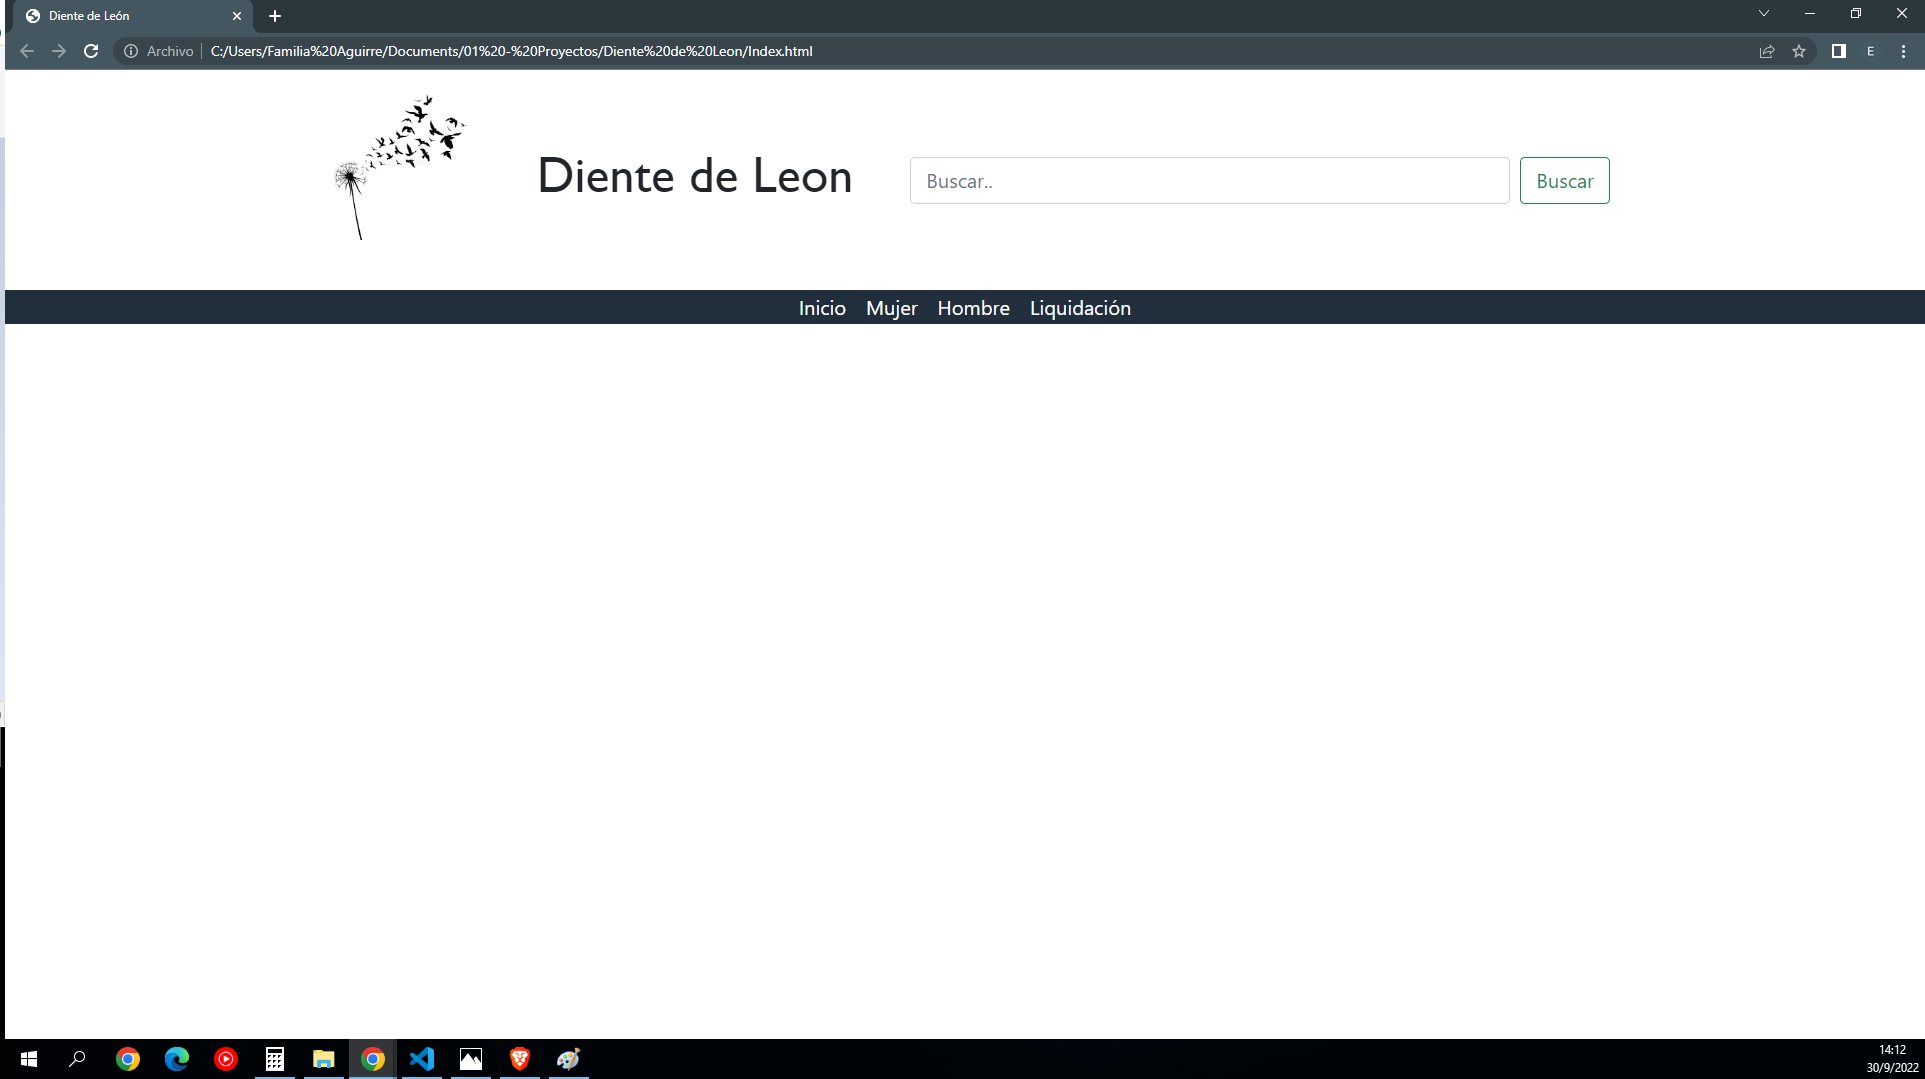 Diente de León
Archivo C:/Users/Familia%20Aguirre/Documents/01%20-%20Proyectos/Diente%20de%20Leon/Index.html
E
Diente de Leon
Buscar..
Buscar
Inicio Mujer Hombre Liquidación
14:12
30/9/2022